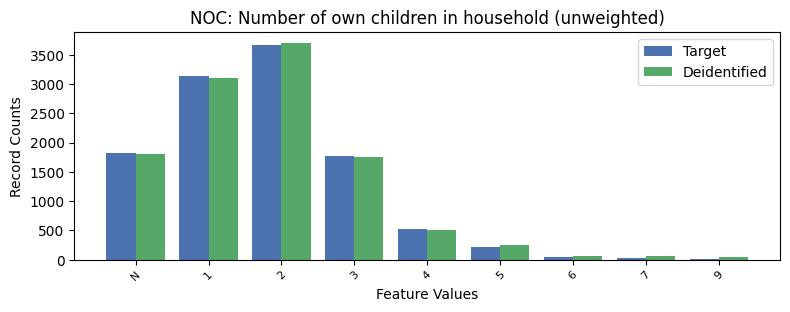 NOC: Number of own children in household (unweighted)
Target
Deidentified
Record Counts
3500
3000
2500
2000
1500
1000
500
0
N
1
2
3
4
5
6
7
9
Feature Values